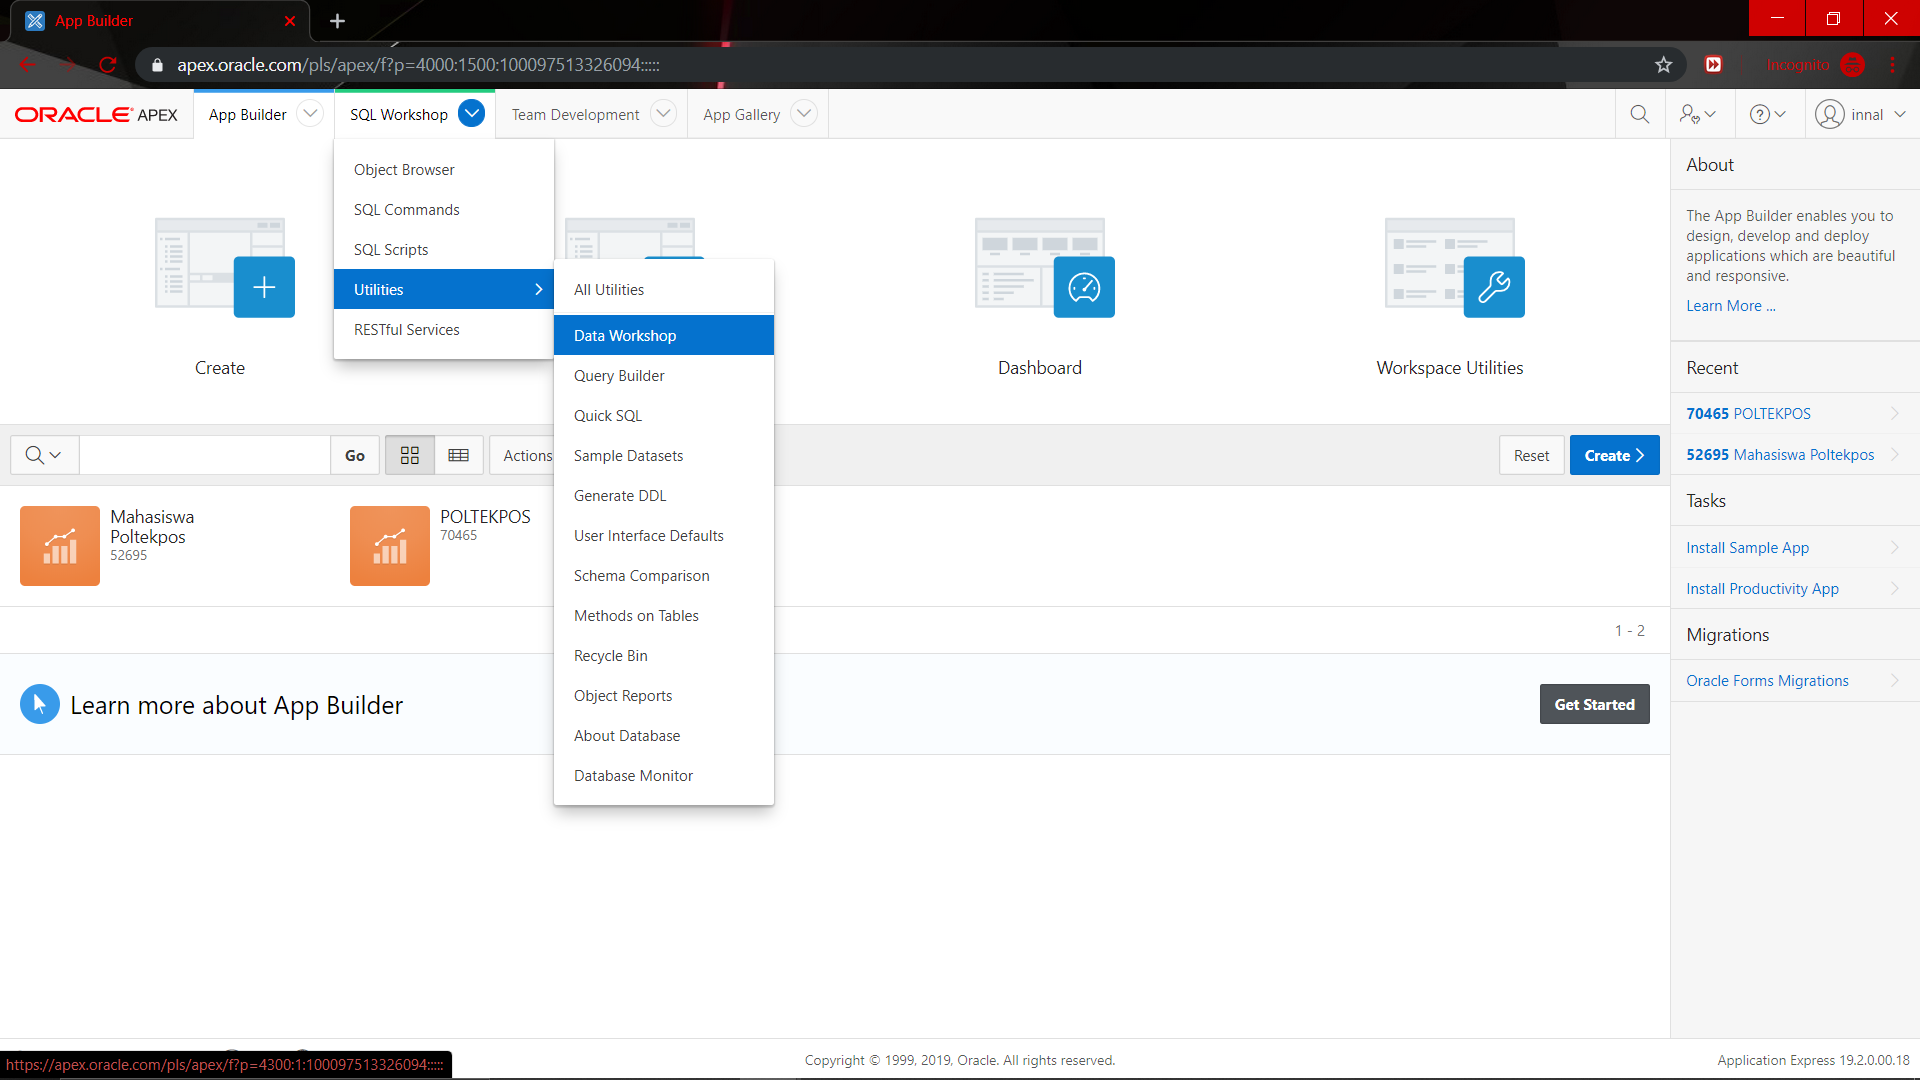 App Builder
apex.oracle.com/pls/apex/f?p=4000:1500:100097513326094:::::
Incognito
ORACLE APEX
App Builder
SQL Workshop
Team Development
App Gallery
innal
Object Browser
SQL Commands
SQL Scripts
Utilities
RESTful Services
All Utilities
Data Workshop
Query Builder
Quick SQL
Sample Datasets
Generate DDL
User Interface Defaults
Schema Comparison
Methods on Tables
Recycle Bin
Object Reports
About Database
Database Monitor
Create
Dashboard
Workspace Utilities
Go
Actions
Reset
Create
Mahasiswa
Poltekpos
52695
POLTEKPOS
70465
1 - 2
Learn more about App Builder
Get Started
About
The App Builder enables you to
design, develop and deploy
applications which are beautiful
and responsive.
Learn More ...
Recent
70465 POLTEKPOS
52695 Mahasiswa Poltekpos
Tasks
Install Sample App
Install Productivity App
Migrations
Oracle Forms Migrations
https://apex.oracle.com/pls/apex/f?p=4300:1:100097513326094:::::
Copyright © 1999, 2019, Oracle. All rights reserved.
Application Express 19.2.0.00.18